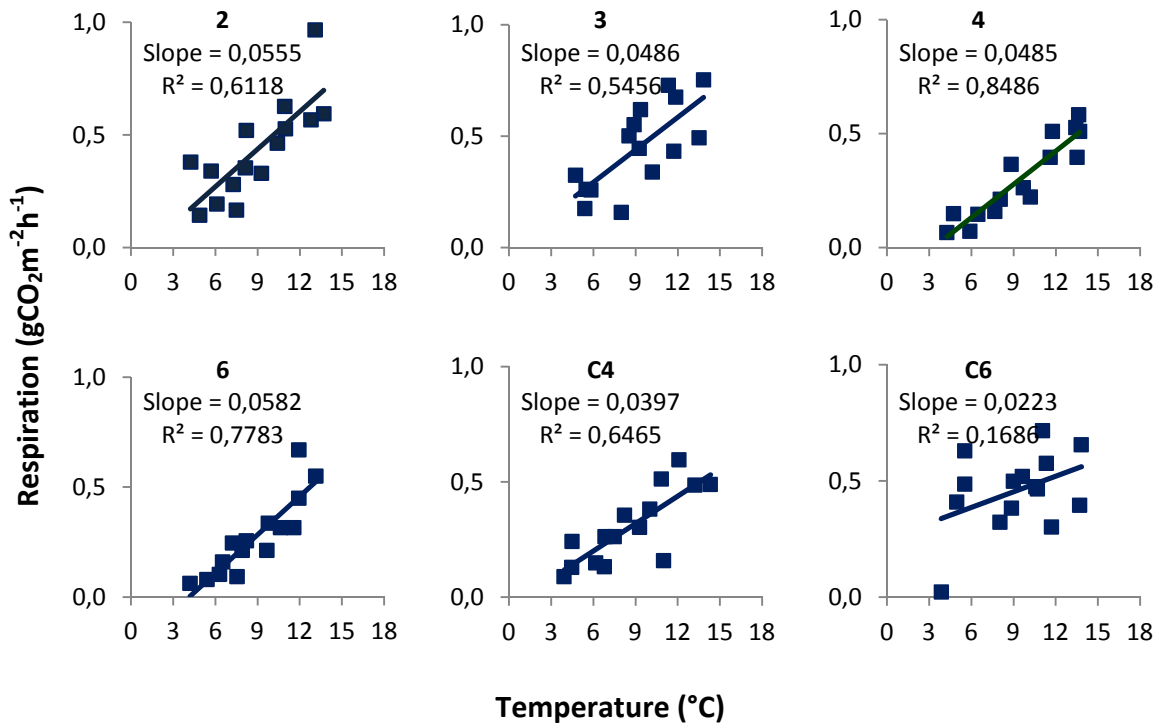 Respiration (gCO₂m⁻²h⁻¹)
2
Slope = 0,0555
R² = 0,6118
1,0
0,5
0,0
0 3 6 9 12 15 18
3
Slope = 0,0486
R² = 0,5456
1,0
0,5
0,0
0 3 6 9 12 15 18
4
Slope = 0,0485
R² = 0,8486
1,0
0,5
0,0
0 3 6 9 12 15 18
6
Slope = 0,0582
R² = 0,7783
1,0
0,5
0,0
0 3 6 9 12 15 18
C4
Slope = 0,0397
R² = 0,6465
1,0
0,5
0,0
0 3 6 9 12 15 18
C6
Slope = 0,0223
R² = 0,1686
1,0
0,5
0,0
0 3 6 9 12 15 18
Temperature (°C)